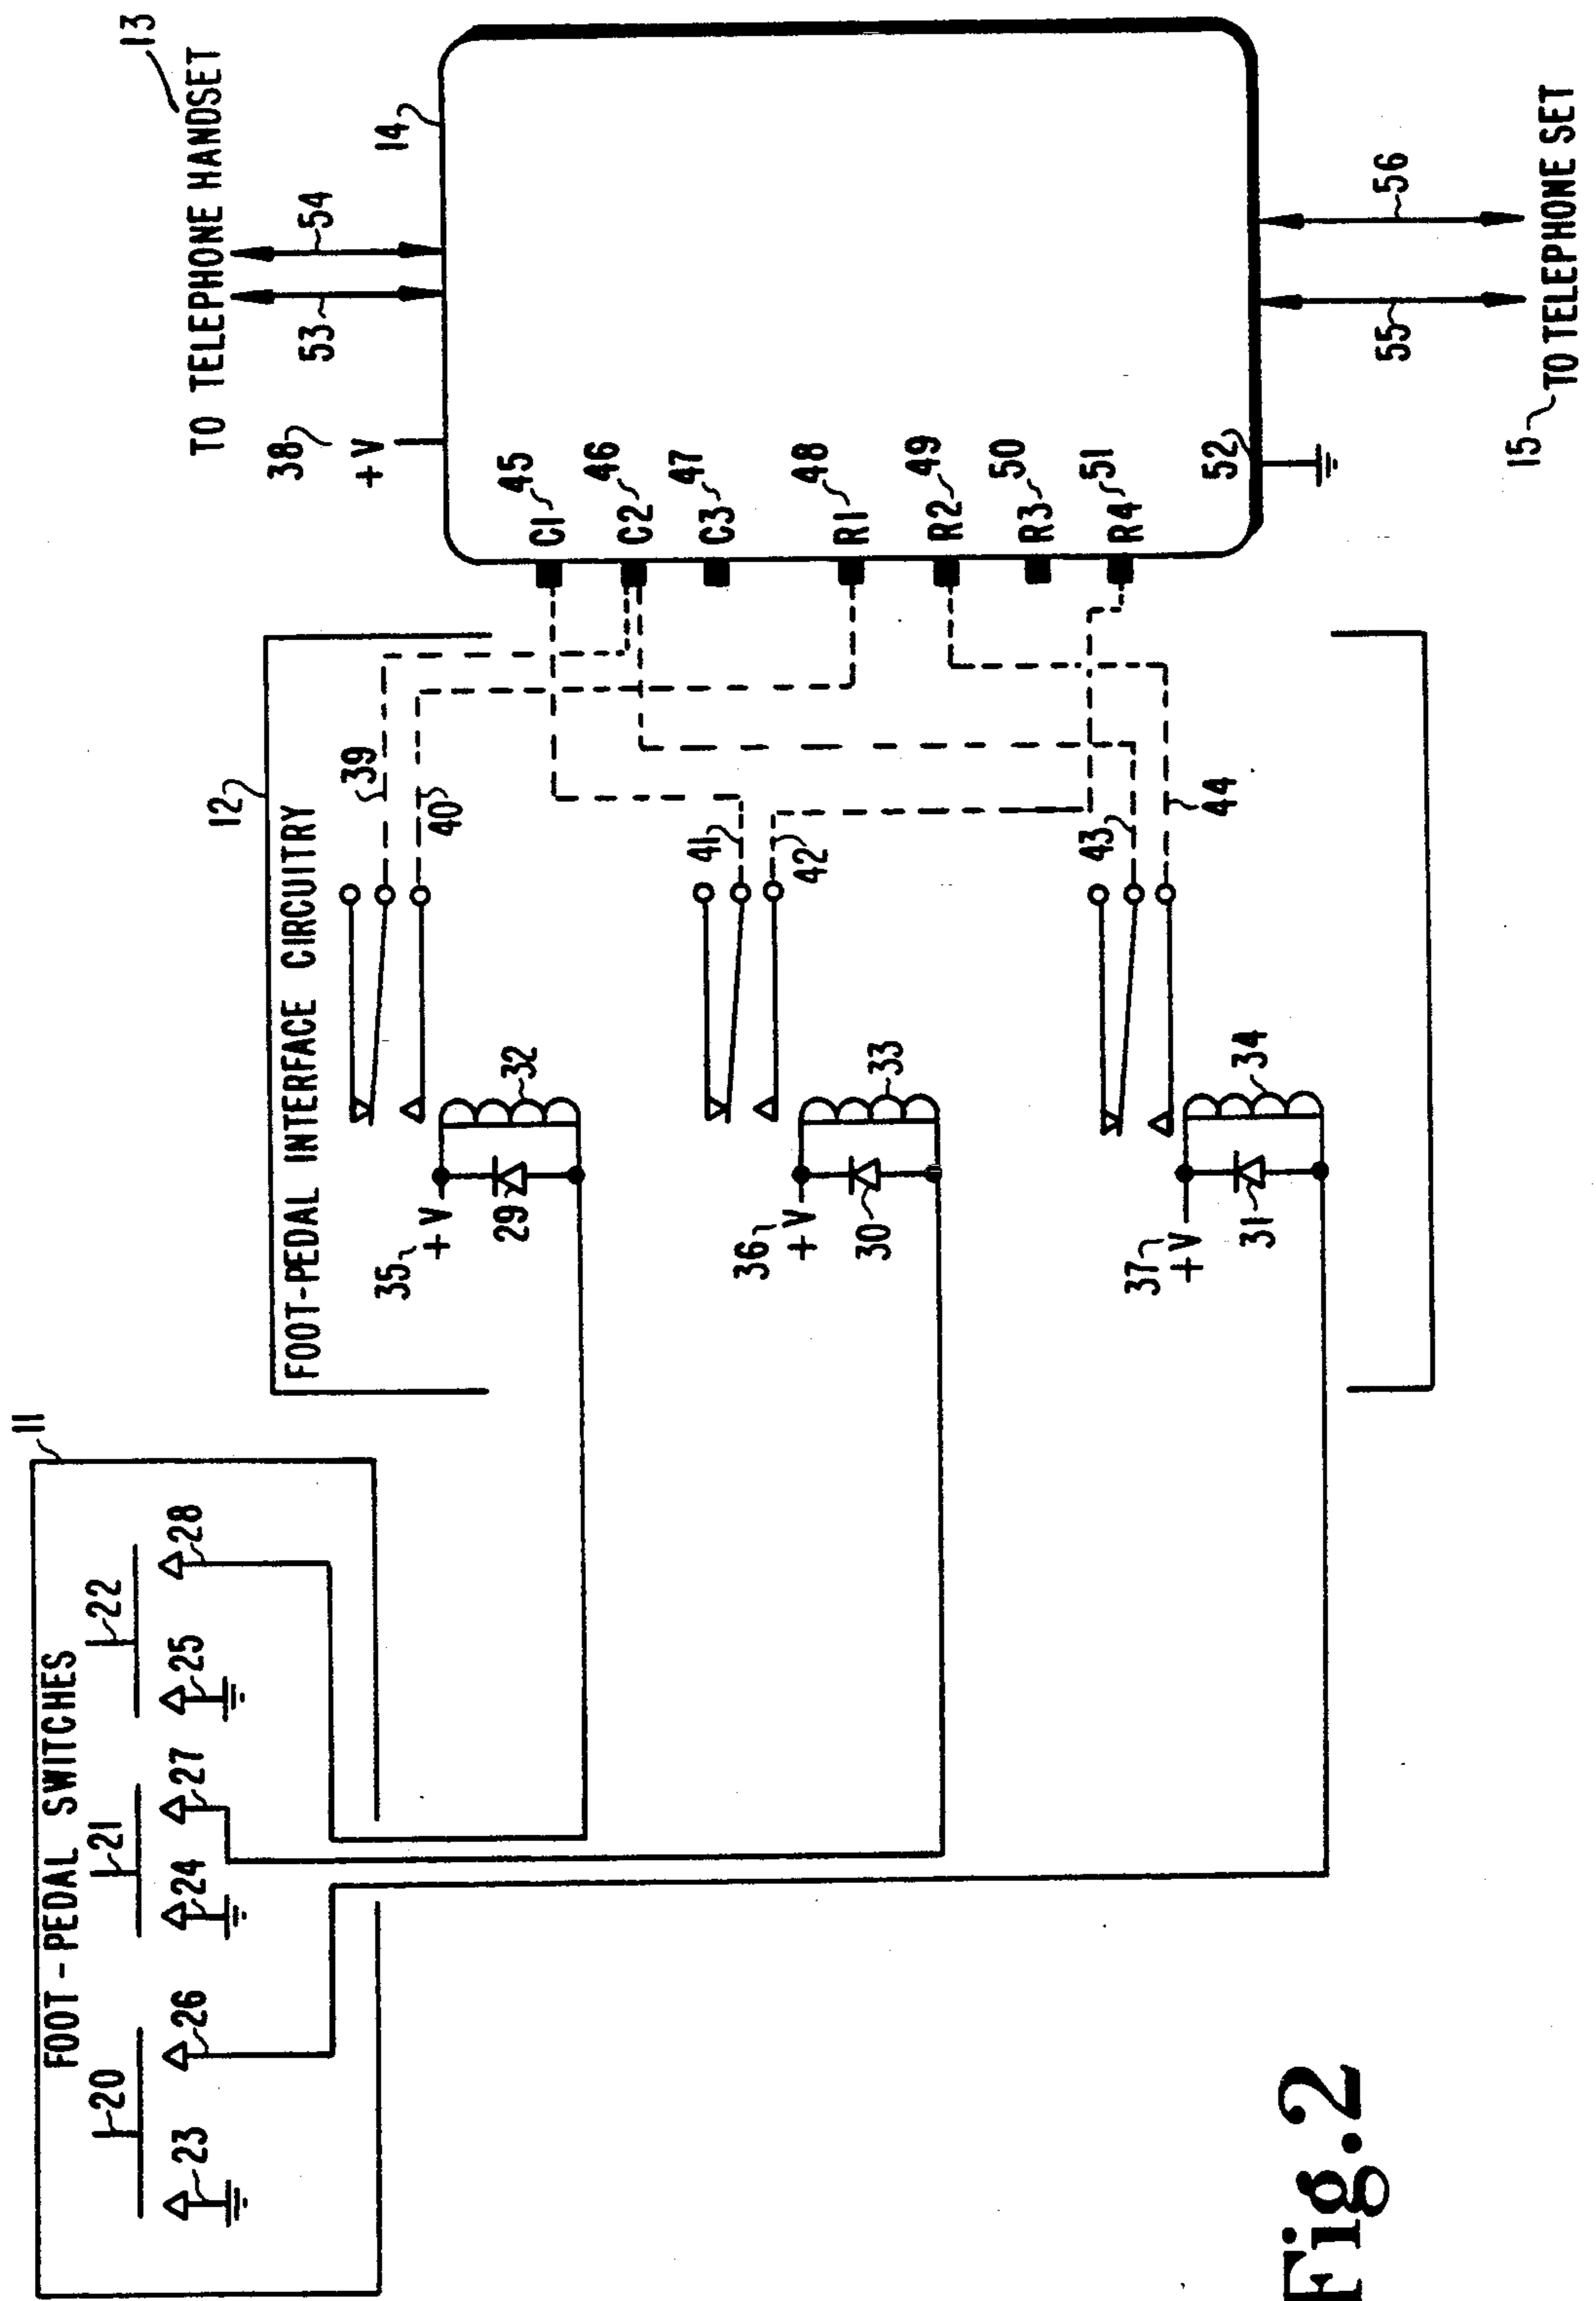 11
FOOT-PEDAL SWITCHES
20 21 22
23 26 24 27 25 28
12
FOOT-PEDAL INTERFACE CIRCUITRY
39
40
35
+V
29
32
41
42
36
+V
30
33
43
44
37
+V
31
34
13
TO TELEPHONE HANDSET
53 54
38
+V
14
C1 45
C2 46
C3 47
R1 48
R2 49
R3 50
R4 51
52
55 56
15
TO TELEPHONE SET
Fig.2